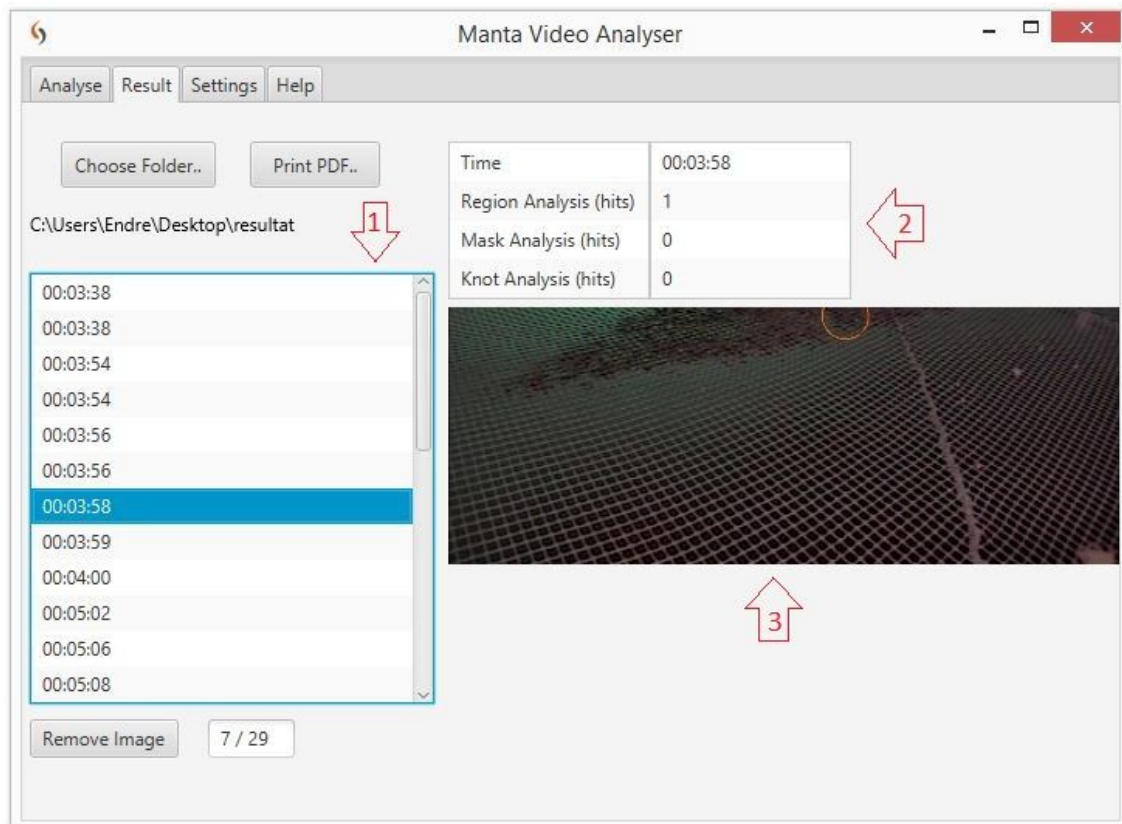 Manta Video Analyser
Analyse Result Settings Help
Choose Folder.. Print PDF..
C:\Users\Endre\Desktop\resultat
1
00:03:38
00:03:38
00:03:54
00:03:54
00:03:56
00:03:56
00:03:58
00:03:59
00:04:00
00:05:02
00:05:06
00:05:08
Remove Image 7 / 29
Time 00:03:58
Region Analysis (hits) 1
Mask Analysis (hits) 0
Knot Analysis (hits) 0
2
3